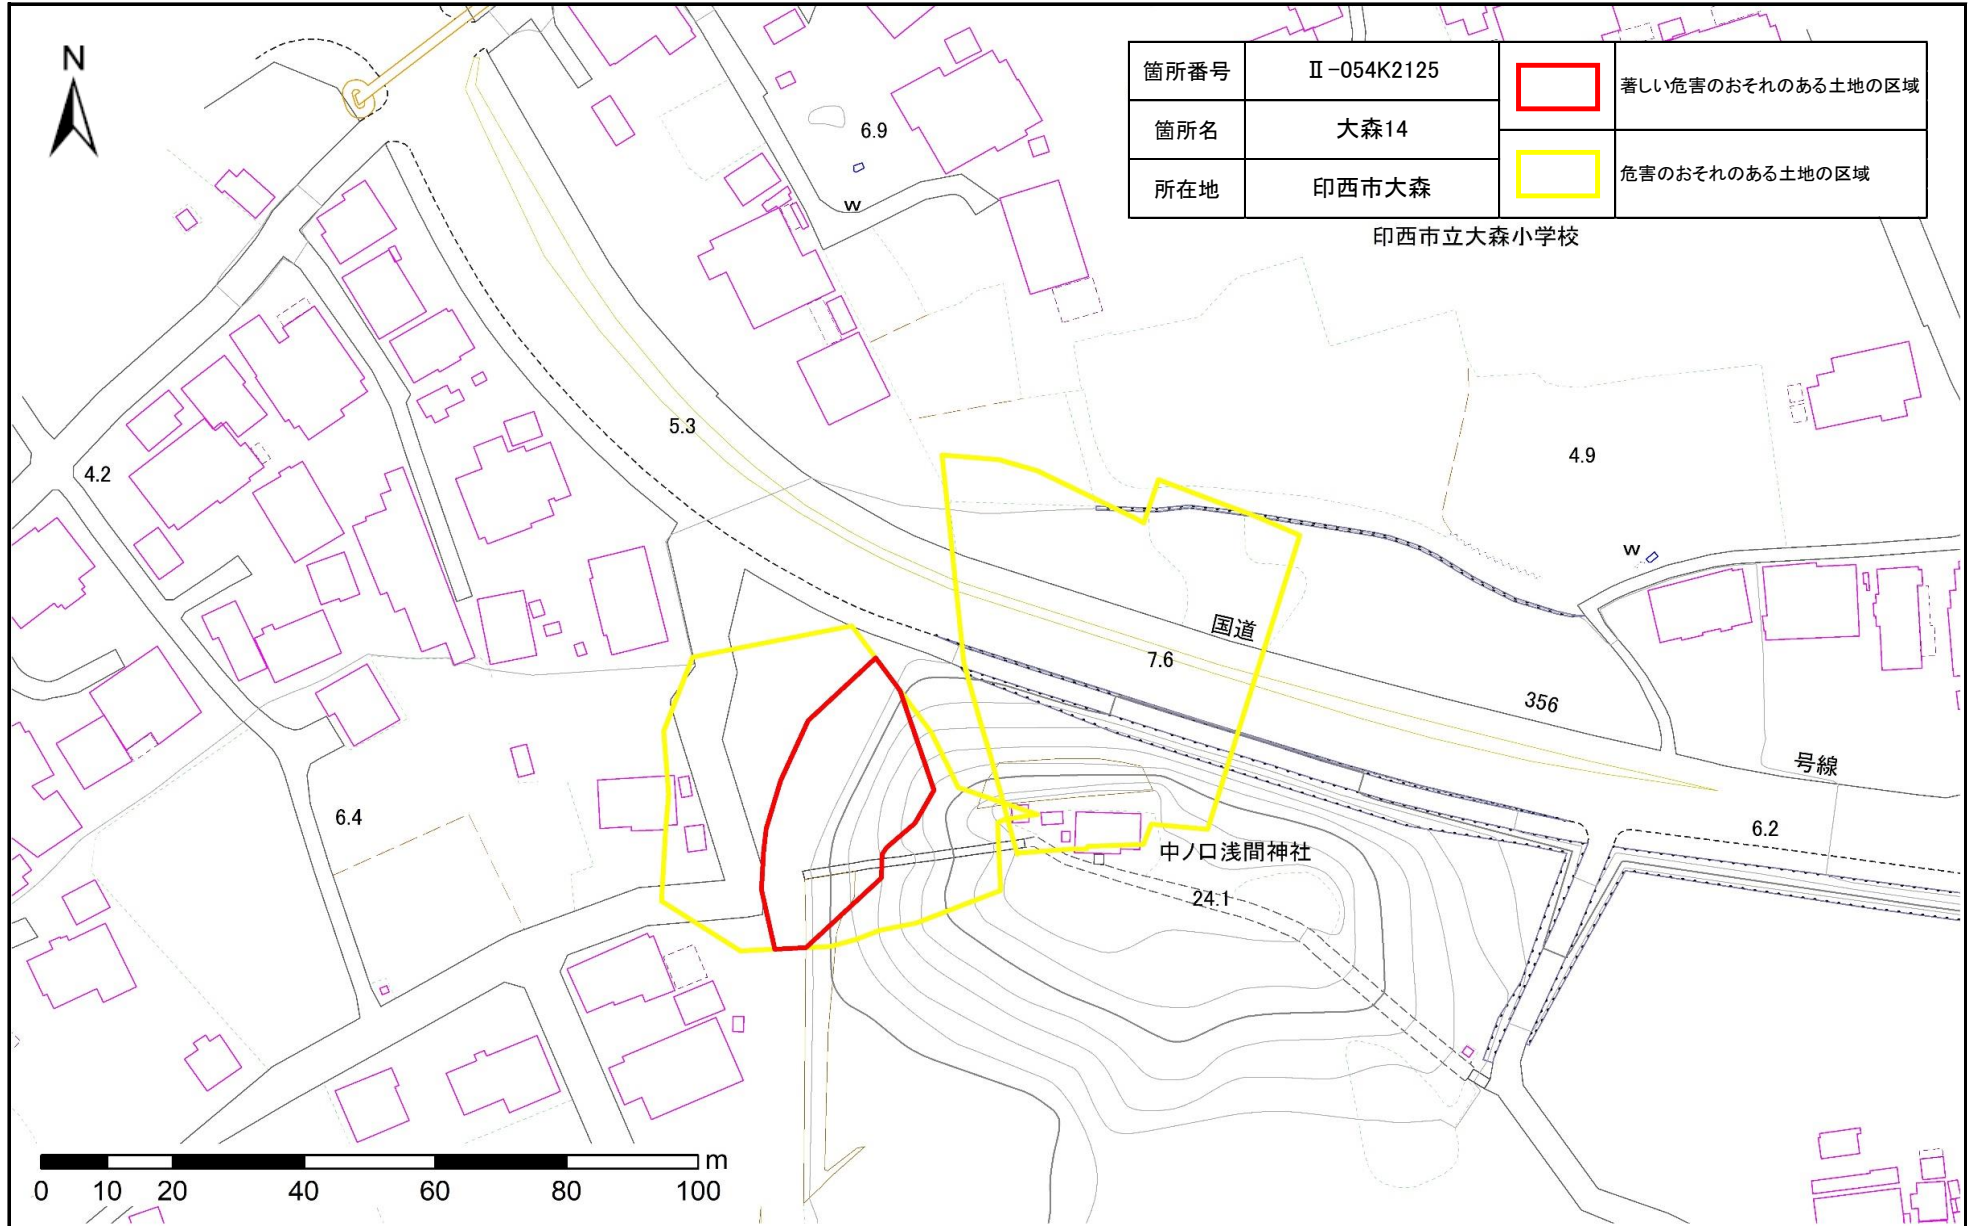 N
箇所番号 Ⅱ-054K2125 著しい危害のおそれのある土地の区域
箇所名 大森14
危害のおそれのある土地の区域
所在地 印西市大森
印西市立大森小学校
6.9
w
5.3
4.2
4.9
w
国道
7.6
356
号線
6.4
6.2
中ノ口浅間神社
24.1
m
0 10 20 40 60 80 100